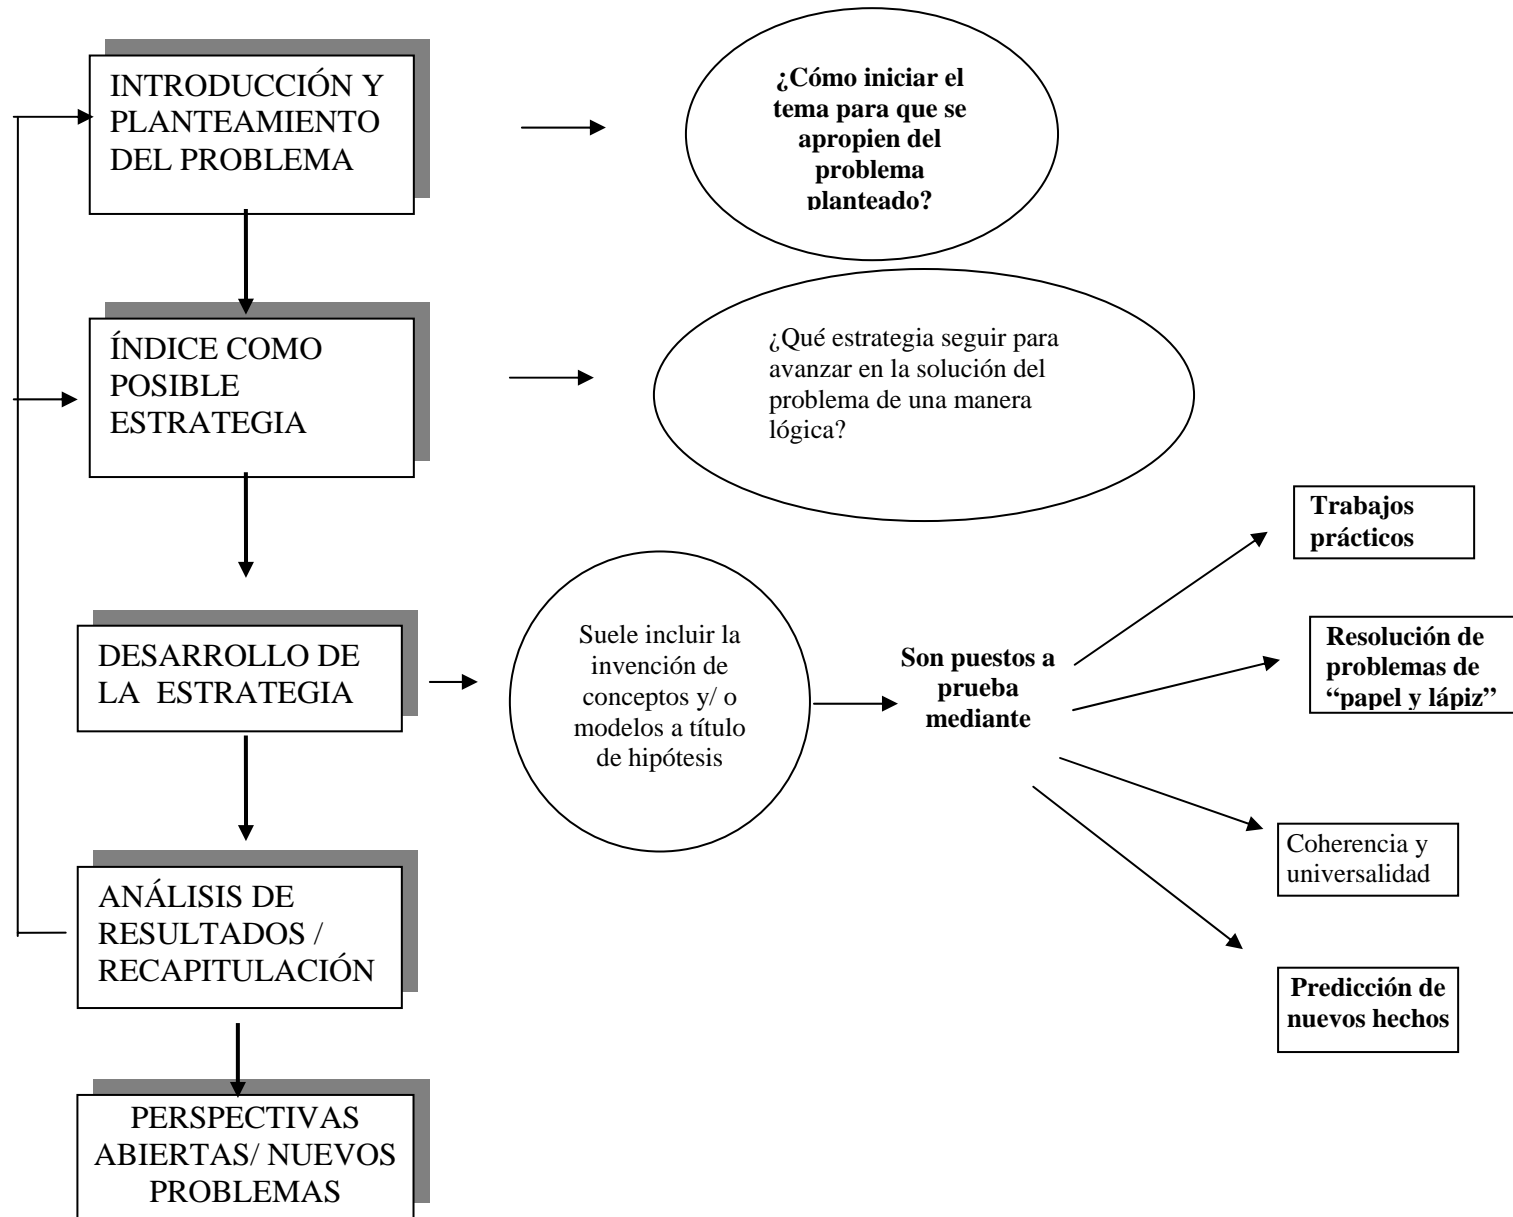 INTRODUCCIÓN Y
PLANTEAMIENTO
DEL PROBLEMA
¿Cómo iniciar el
tema para que se
apropien del
problema
planteado?
ÍNDICE COMO
POSIBLE
ESTRATEGIA
¿Qué estrategia seguir para
avanzar en la solución del
problema de una manera
lógica?
DESARROLLO DE
LA ESTRATEGIA
Suele incluir la
invención de
conceptos y/ o
modelos a título
de hipótesis
Son puestos a
prueba
mediante
Trabajos
prácticos
Resolución de
problemas de
“papel y lápiz”
Coherencia y
universalidad
Predicción de
nuevos hechos
ANÁLISIS DE
RESULTADOS /
RECAPITULACIÓN
PERSPECTIVAS
ABIERTAS/ NUEVOS
PROBLEMAS